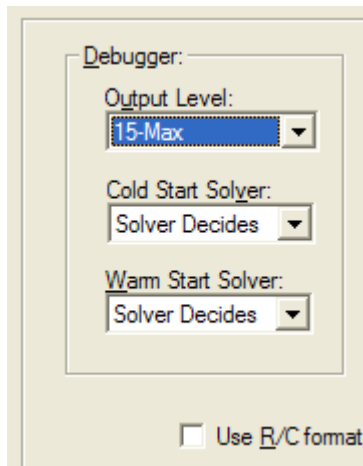 Debugger:
Output Level:
15-Max
Cold Start Solver:
Solver Decides
Warm Start Solver:
Solver Decides
Use R/C format